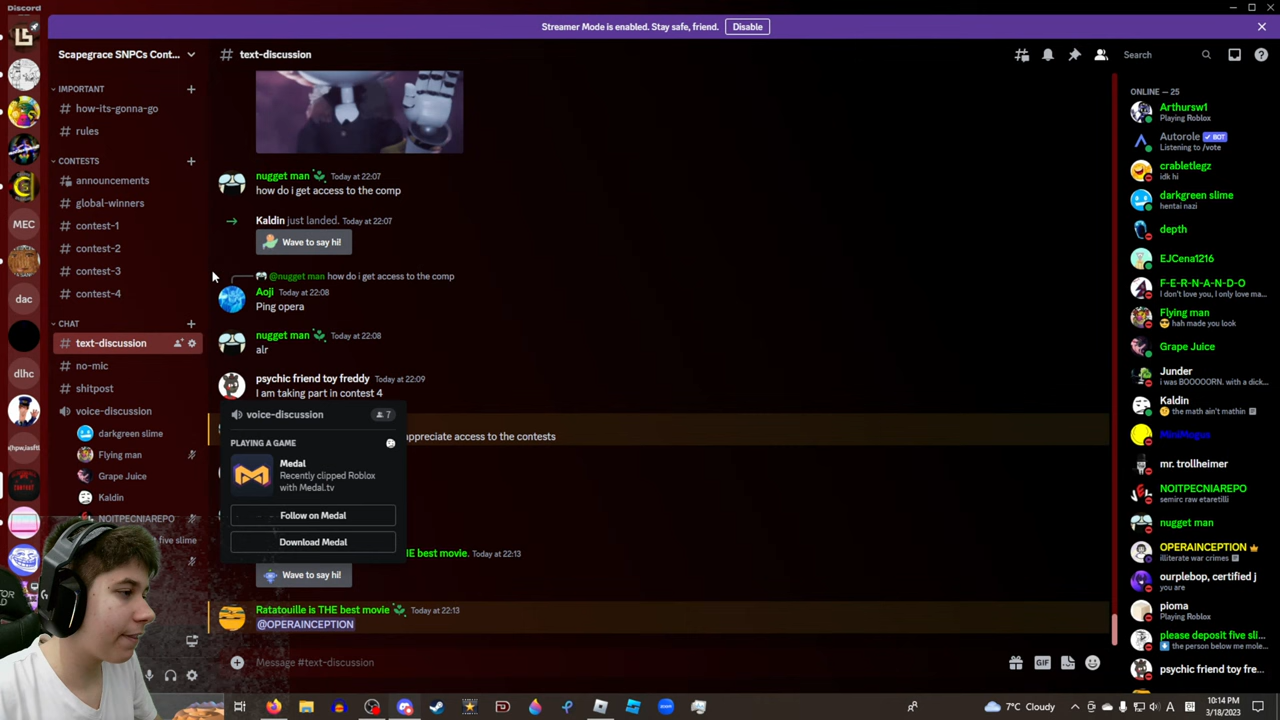 Discord
Streamer Mode is enabled. Stay safe, friend.
Disable
Scapegrace SNPCs Cont...
text-discussion
Search
IMPORTANT
how-its-gonna-go
rules
CONTESTS
announcements
global-winners
contest-1
contest-2
contest-3
contest-4
CHAT
text-discussion
no-mic
shitpost
voice-discussion
darkgreen slime
Flying man
Grape Juice
Kaldin
NOITPECNIAREPO
five slime
MEC
dac
dlhc
nugget man Today at 22:07
how do i get access to the comp
Kaldin just landed. Today at 22:07
Wave to say hi!
@nugget man how do i get access to the comp
Aoji Today at 22:08
Ping opera
nugget man Today at 22:08
alr
psychic friend toy freddy Today at 22:09
I am taking part in contest 4
voice-discussion
7
appreciate access to the contests
PLAYING A GAME
Medal
Recently clipped Roblox
with Medal.tv
Follow on Medal
Download Medal
E best movie. Today at 22:13
Wave to say hi!
Ratatouille is THE best movie Today at 22:13
@OPERAINCEPTION
Message #text-discussion
GIF
ONLINE — 25
Arthursw1
Playing Roblox
Autorole BOT
Listening to /vote
crabletlegz
idk hi
darkgreen slime
hentai nazi
depth
EJCena1216
F-E-R-N-A-N-D-O
I don't love you, I only love ma...
Flying man
hah made you look
Grape Juice
Junder
i was BOOOOORN. with a dick...
Kaldin
the math ain't mathin
MiniMogus
mr. trollheimer
NOITPECNIAREPO
semirc raw etaretilli
nugget man
OPERAINCEPTION
illiterate war crimes
ourplebop, certified j
you are
pioma
Playing Roblox
please deposit five sli...
the person below me mole...
psychic friend toy fre...
7°C Cloudy
A
10:14 PM
3/18/2023